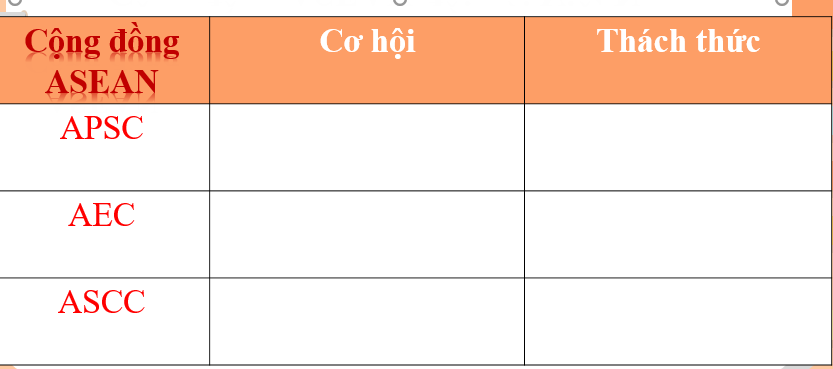 Cộng đồng
ASEAN
Cơ hội
Thách thức
APSC
AEC
ASCC